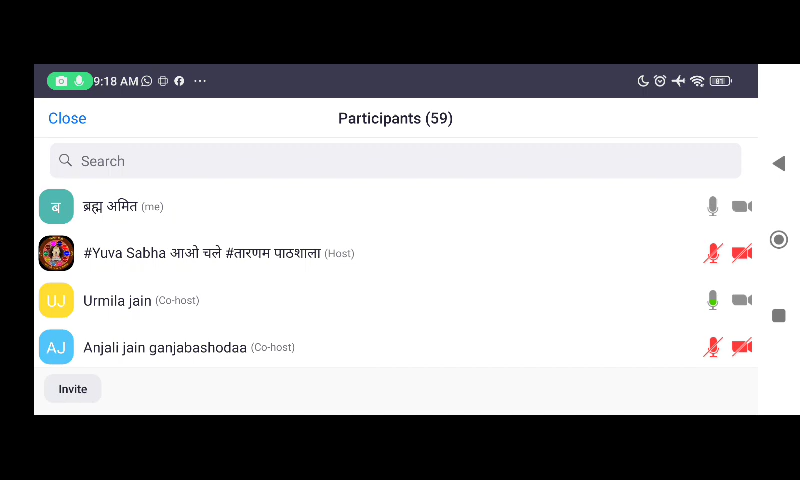 9:18 AM
81
Close
Participants (59)
Search
ब
ब्रह्म अमित (me)
#Yuva Sabha आओ चले #तारणम पाठशाला (Host)
UJ
Urmila jain (Co-host)
AJ
Anjali jain ganjabashodaa (Co-host)
Invite